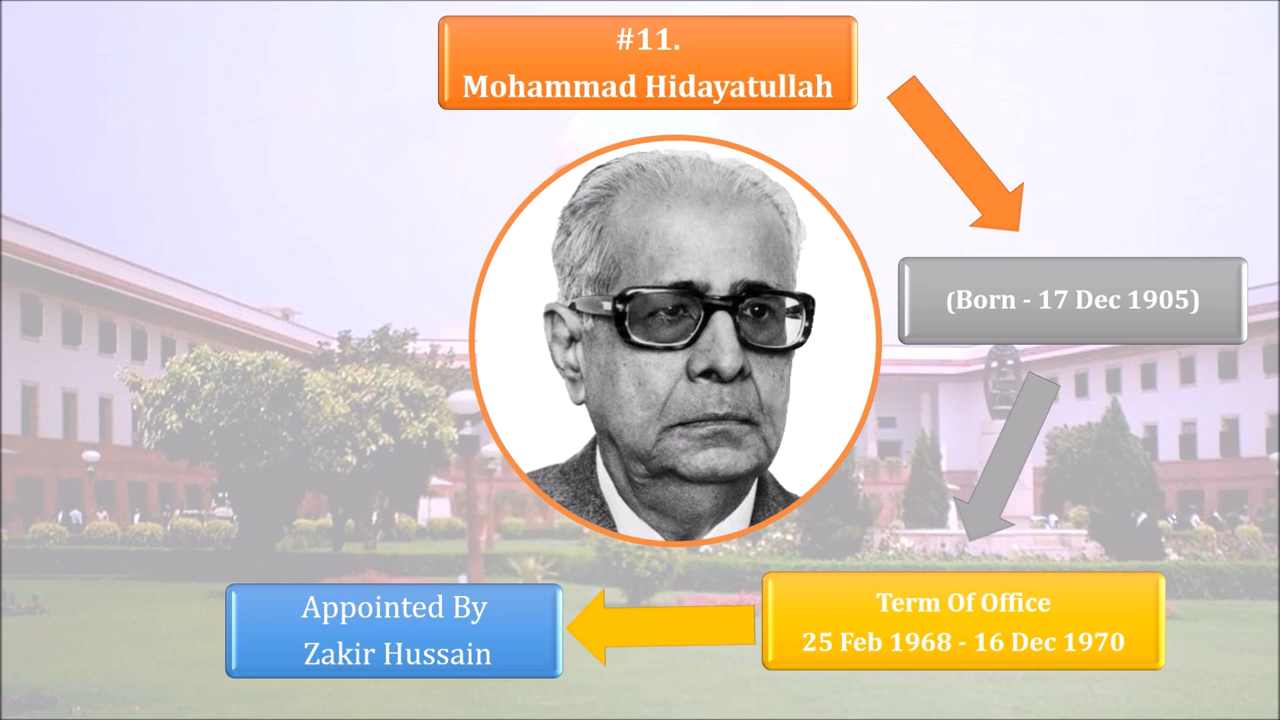 #11.
Mohammad Hidayatullah
(Born - 17 Dec 1905)
Term Of Office
25 Feb 1968 - 16 Dec 1970
Appointed By
Zakir Hussain